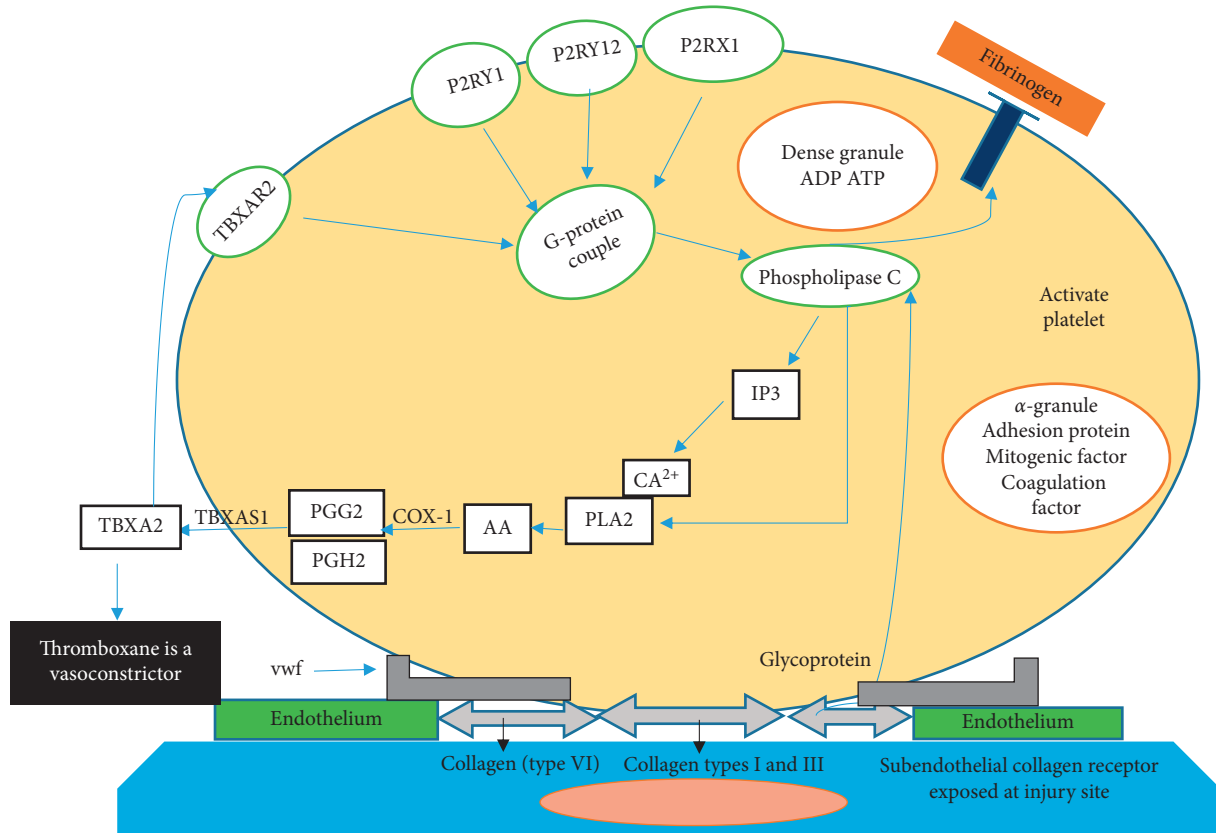 P2RY1
P2RY12
P2RX1
Fibrinogen
Dense granule
ADP ATP
TBXAR2
G-protein
couple
Phospholipase C
Activate
platelet
IP3
α-granule
Adhesion protein
Mitogenic factor
Coagulation
factor
CA²⁺
PLA2
AA
COX-1
PGG2
PGH2
TBXAS1
TBXA2
Thromboxane is a
vasoconstrictor
vwf
Glycoprotein
Endothelium
Endothelium
Collagen (type VI)
Collagen types I and III
Subendothelial collagen receptor
exposed at injury site